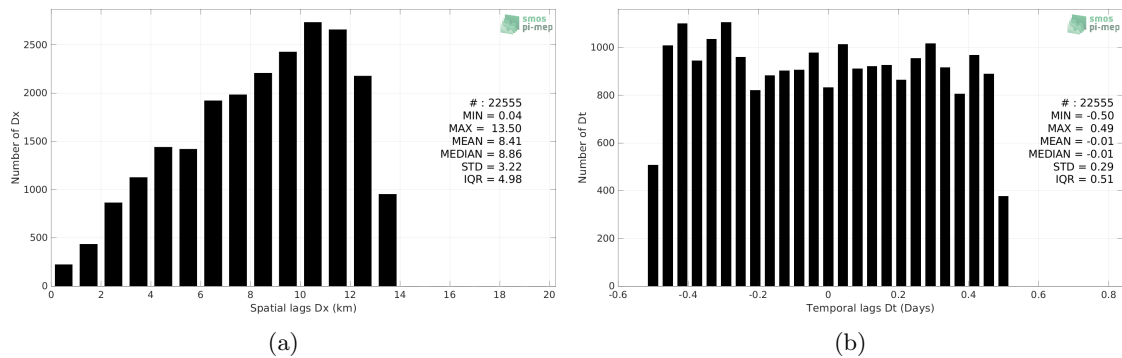 smos
pi-mep
2500
2000
1500
1000
500
0
Number of Dx
# : 22555
MIN = 0.04
MAX = 13.50
MEAN = 8.41
MEDIAN = 8.86
STD = 3.22
IQR = 4.98
0 2 4 6 8 10 12 14 16 18 20
Spatial lags Dx (km)
(a)
smos
pi-mep
1000
800
600
400
200
0
Number of Dt
# : 22555
MIN = -0.50
MAX = 0.49
MEAN = -0.01
MEDIAN = -0.01
STD = 0.29
IQR = 0.51
-0.6 -0.4 -0.2 0 0.2 0.4 0.6 0.8
Temporal lags Dt (Days)
(b)